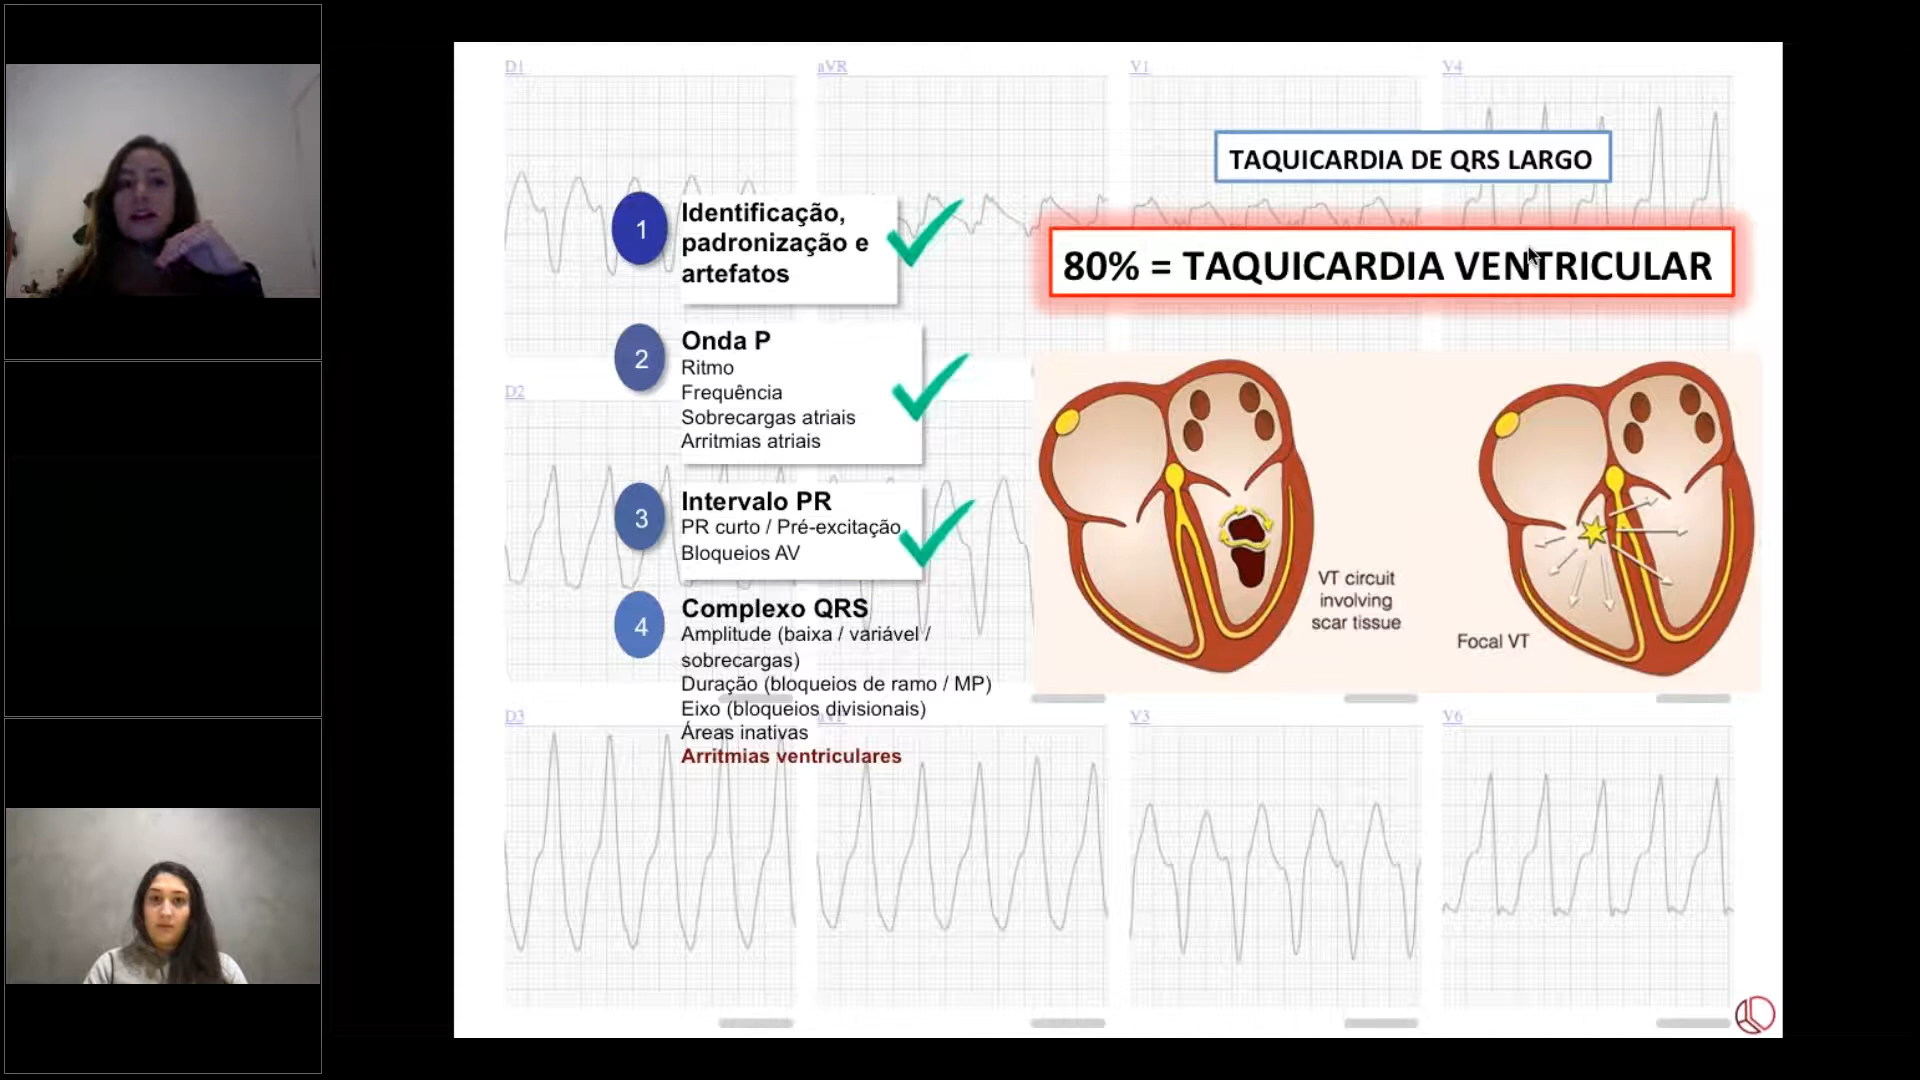 D1
aVR
V1
V4
TAQUICARDIA DE QRS LARGO
80% = TAQUICARDIA VENTRICULAR
1
Identificação,
padronização e
artefatos
2
Onda P
Ritmo
Frequência
Sobrecargas atriais
Arritmias atriais
D2
3
Intervalo PR
PR curto / Pré-excitação
Bloqueios AV
4
Complexo QRS
Amplitude (baixa / variável /
sobrecargas)
Duração (bloqueios de ramo / MP)
Eixo (bloqueios divisionais)
Áreas inativas
Arritmias ventriculares
VT circuit
involving
scar tissue
Focal VT
D3
V3
V6